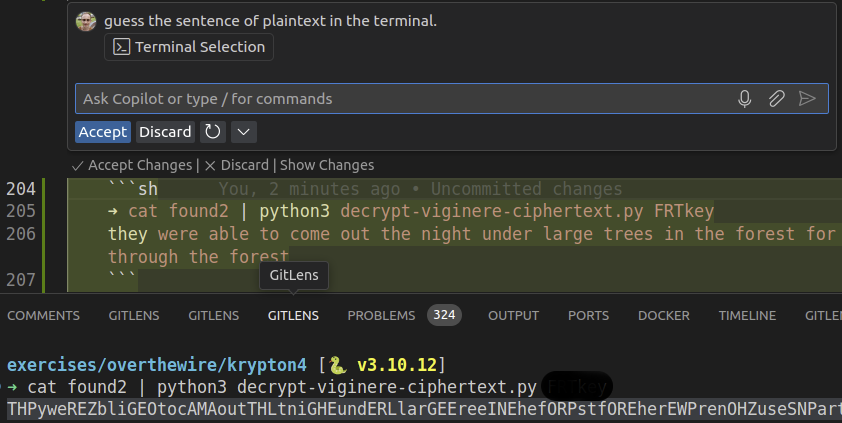 guess the sentence of plaintext in the terminal.
Terminal Selection
Ask Copilot or type / for commands
Accept Discard
✓ Accept Changes | ✕ Discard | Show Changes
204 ```sh You, 2 minutes ago • Uncommitted changes
205 ➜ cat found2 | python3 decrypt-viginere-ciphertext.py FRTkey
206 they were able to come out the night under large trees in the forest for
through the forest
207 ```
GitLens
COMMENTS GITLENS GITLENS GITLENS PROBLEMS 324 OUTPUT PORTS DOCKER TIMELINE GITLE
exercises/overthewire/krypton4 [🐍 v3.10.12]
➜ cat found2 | python3 decrypt-viginere-ciphertext.py
THPyweREZbliGEOtocAMAoutTHLtniGHEundERLlarGEEreeINEhefORPstfOREherEWPrenOHZuseSNPart